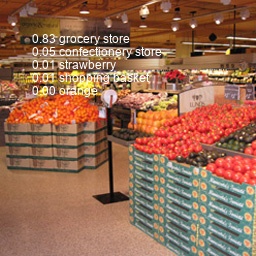 0.83 grocery store
0.05 confectionery store
0.01 strawberry
0.01 shopping basket
0.00 orange